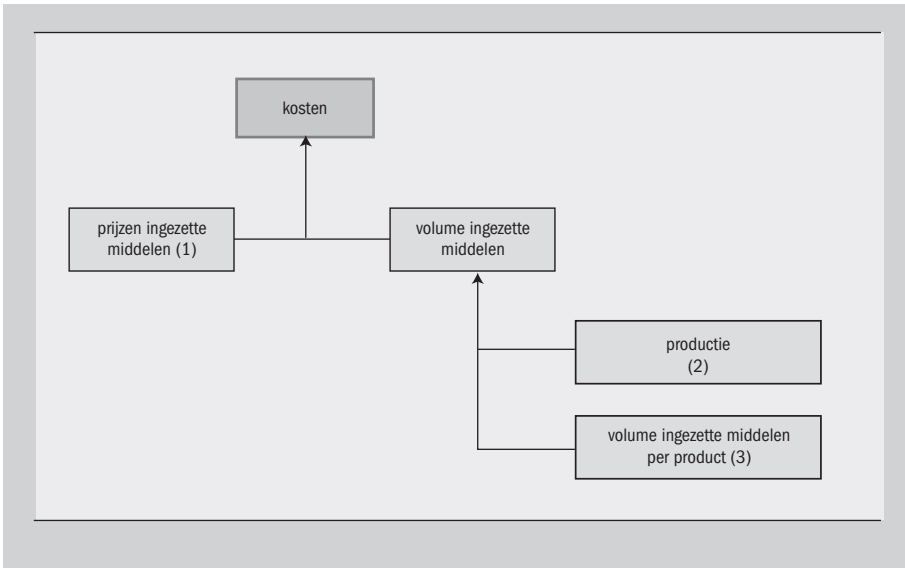 kosten
prijzen ingezette
middelen (1)
volume ingezette
middelen
productie
(2)
volume ingezette middelen
per product (3)